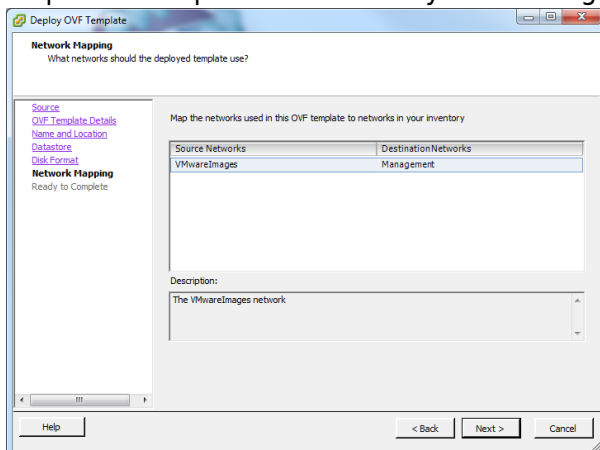 Deploy OVF Template
Network Mapping
What networks should the deployed template use?
Source
OVF Template Details
Name and Location
Datastore
Disk Format
Network Mapping
Ready to Complete
Map the networks used in this OVF template to networks in your inventory
Source Networks DestinationNetworks
VMwareImages Management
Description:
The VMwareImages network
Help < Back Next > Cancel